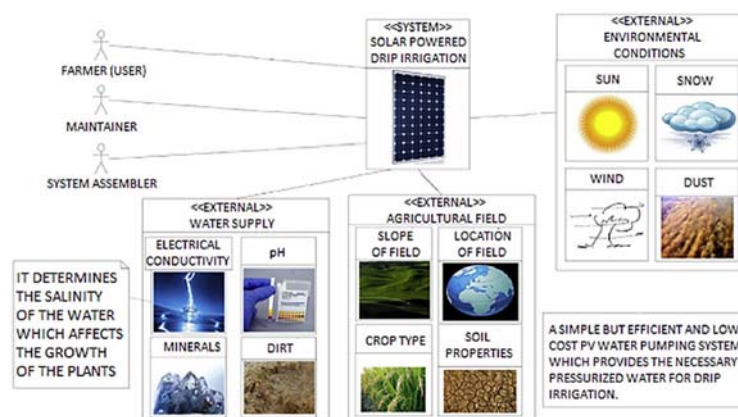 <<SYSTEM>>
SOLAR POWERED
DRIP IRRIGATION
<<EXTERNAL>>
ENVIRONMENTAL
CONDITIONS
SUN
SNOW
WIND
DUST
FARMER (USER)
MAINTAINER
SYSTEM ASSEMBLER
<<EXTERNAL>>
WATER SUPPLY
ELECTRICAL
CONDUCTIVITY
pH
MINERALS
DIRT
<<EXTERNAL>>
AGRICULTURAL FIELD
SLOPE
OF FIELD
LOCATION
OF FIELD
CROP TYPE
SOIL
PROPERTIES
IT DETERMINES
THE SALINITY
OF THE WATER
WHICH AFFECTS
THE GROWTH
OF THE PLANTS
A SIMPLE BUT EFFICIENT AND LOW
COST PV WATER PUMPING SYSTEM
WHICH PROVIDES THE NECESSARY
PRESSURIZED WATER FOR DRIP
IRRIGATION.